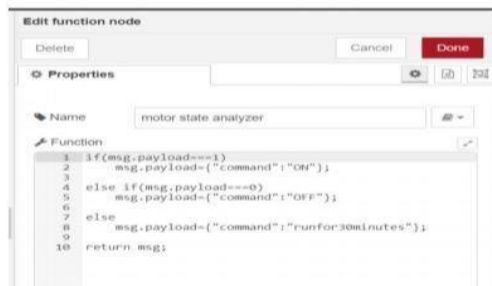 Edit function node
Delete Cancel Done
Properties
Name motor state analyzer
Function
1 if(msg.payload===1)
2 msg.payload={"command":"ON"};
3
4 else if(msg.payload===0)
5 msg.payload={"command":"OFF"};
6
7 else
8 msg.payload={"command":"runfor30minutes"};
9
10 return msg;